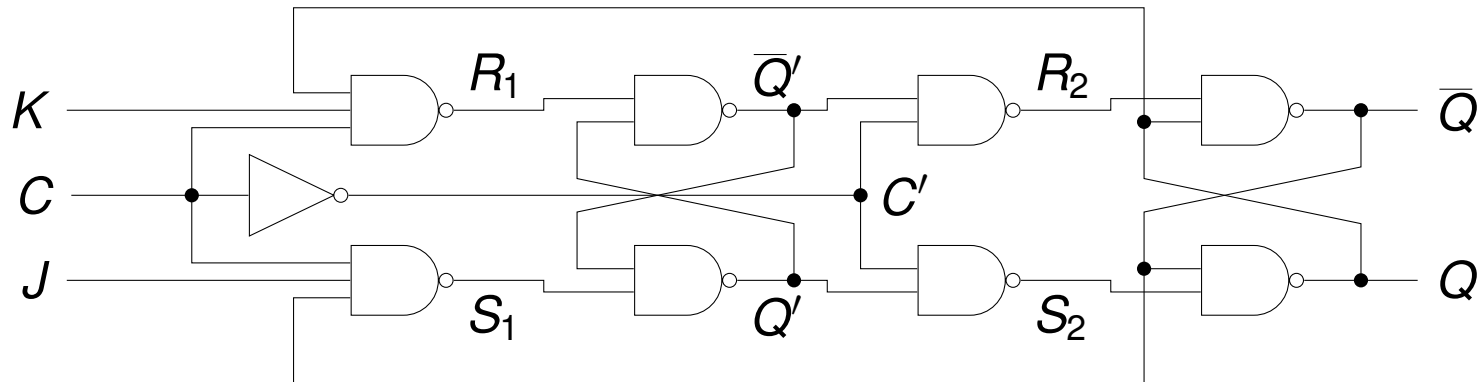 K
R₁
Q̅′
R₂
Q̅
C
C′
J
S₁
Q′
S₂
Q